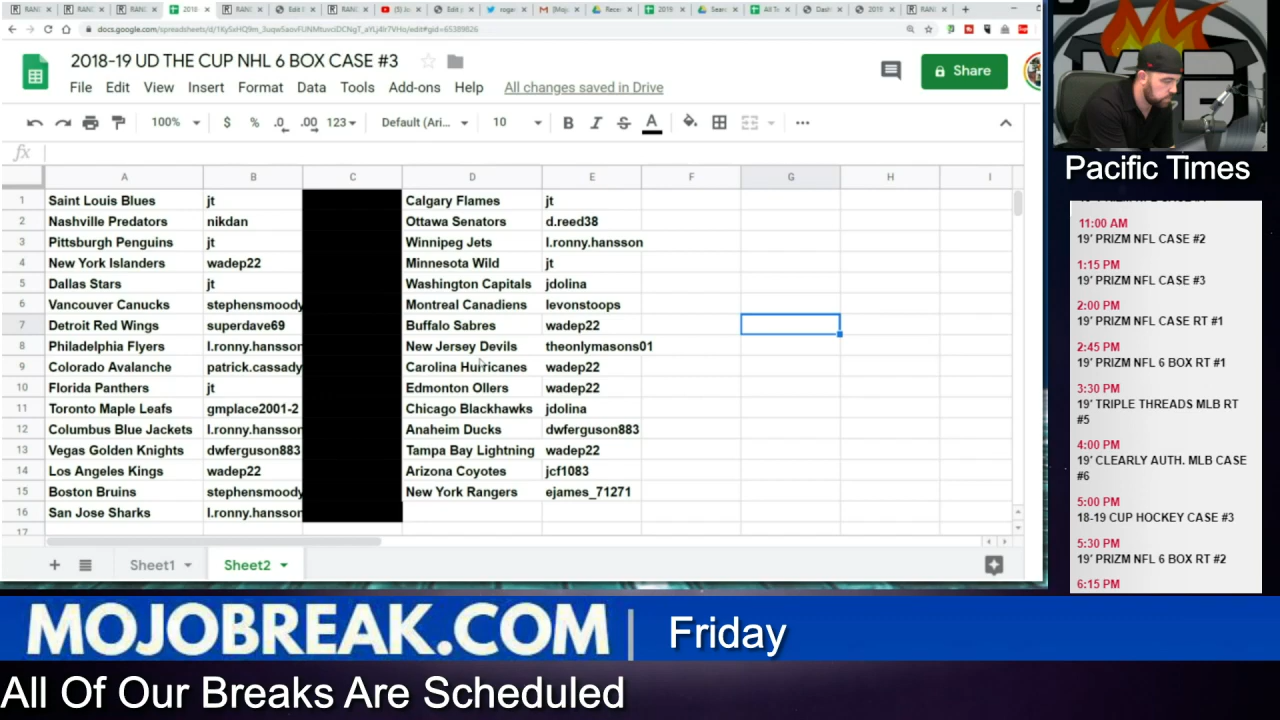 2018-19 UD THE CUP NHL 6 BOX CASE #3
Share
File Edit View Insert Format Data Tools Add-ons Help All changes saved in Drive
100% $ % .0 .00 123 Default (Ari... 10 B I S A
fx
A B C D E F G H I
1 Saint Louis Blues jt Calgary Flames jt
2 Nashville Predators nikdan Ottawa Senators d.reed38
3 Pittsburgh Penguins jt Winnipeg Jets l.ronny.hansson
4 New York Islanders wadep22 Minnesota Wild jt
5 Dallas Stars jt Washington Capitals jdolina
6 Vancouver Canucks stephensmoody Montreal Canadiens levonstoops
7 Detroit Red Wings superdave69 Buffalo Sabres wadep22
8 Philadelphia Flyers l.ronny.hansson New Jersey Devils theonlymasons01
9 Colorado Avalanche patrick.cassady Carolina Hurricanes wadep22
10 Florida Panthers jt Edmonton Oilers wadep22
11 Toronto Maple Leafs gmplace2001-2 Chicago Blackhawks jdolina
12 Columbus Blue Jackets l.ronny.hansson Anaheim Ducks dwferguson883
13 Vegas Golden Knights dwferguson883 Tampa Bay Lightning wadep22
14 Los Angeles Kings wadep22 Arizona Coyotes jcf1083
15 Boston Bruins stephensmoody New York Rangers ejames_71271
16 San Jose Sharks l.ronny.hansson
17
Sheet1 Sheet2
Pacific Times
11:00 AM
19' PRIZM NFL CASE #2
1:15 PM
19' PRIZM NFL CASE #3
2:00 PM
19' PRIZM NFL CASE RT #1
2:45 PM
19' PRIZM NFL 6 BOX RT #1
3:30 PM
19' TRIPLE THREADS MLB RT
#5
4:00 PM
19' CLEARLY AUTH. MLB CASE
#6
5:00 PM
18-19 CUP HOCKEY CASE #3
5:30 PM
19' PRIZM NFL 6 BOX RT #2
6:15 PM
MOJOBREAK.COM | Friday
All Of Our Breaks Are Scheduled